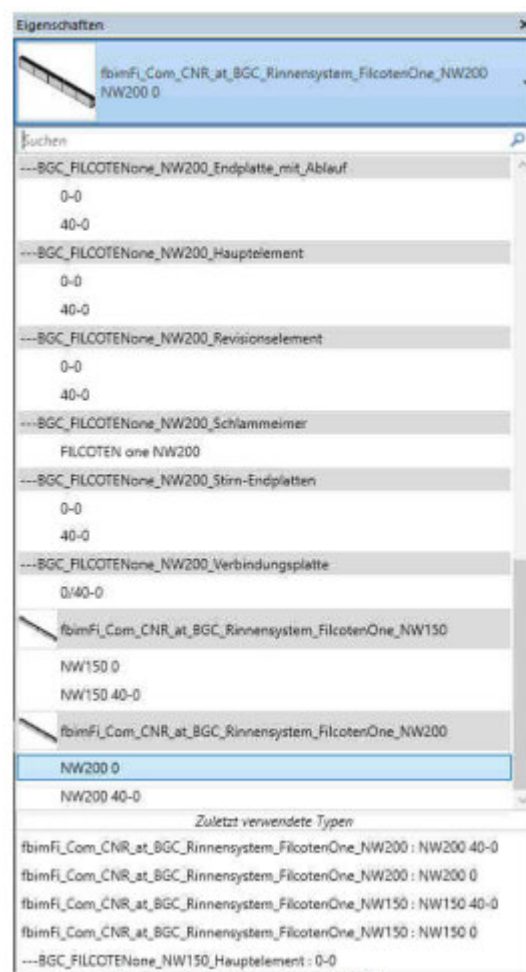 Eigenschaften
fbimFi_Com_CNR_at_BGC_Rinnensystem_FilcotenOne_NW200
NW200 0
Suchen
---BGC_FILCOTENone_NW200_Endplatte_mit_Ablauf
0-0
40-0
---BGC_FILCOTENone_NW200_Hauptelement
0-0
40-0
---BGC_FILCOTENone_NW200_Revisionselement
0-0
40-0
---BGC_FILCOTENone_NW200_Schlammeimer
FILCOTEN one NW200
---BGC_FILCOTENone_NW200_Stirn-Endplatten
0-0
40-0
---BGC_FILCOTENone_NW200_Verbindungsplatte
0/40-0
fbimFi_Com_CNR_at_BGC_Rinnensystem_FilcotenOne_NW150
NW150 0
NW150 40-0
fbimFi_Com_CNR_at_BGC_Rinnensystem_FilcotenOne_NW200
NW200 0
NW200 40-0
Zuletzt verwendete Typen
fbimFi_Com_CNR_at_BGC_Rinnensystem_FilcotenOne_NW200 : NW200 40-0
fbimFi_Com_CNR_at_BGC_Rinnensystem_FilcotenOne_NW200 : NW200 0
fbimFi_Com_CNR_at_BGC_Rinnensystem_FilcotenOne_NW150 : NW150 40-0
fbimFi_Com_CNR_at_BGC_Rinnensystem_FilcotenOne_NW150 : NW150 0
---BGC_FILCOTENone_NW150_Hauptelement : 0-0